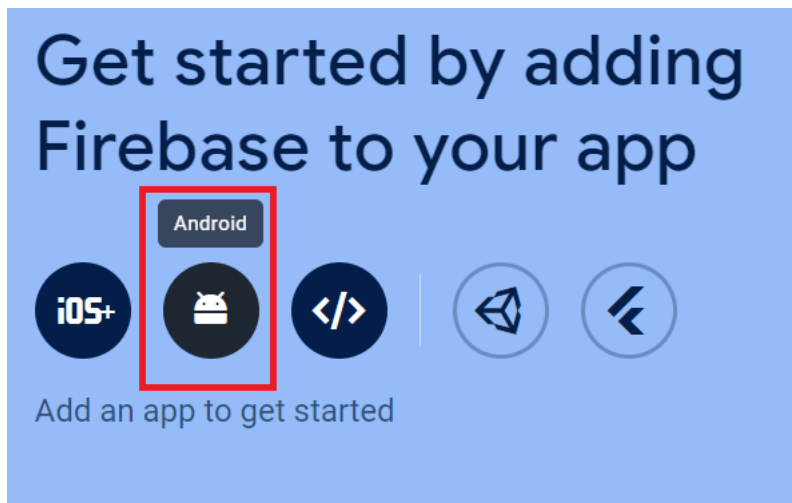 Get started by adding
Firebase to your app
Android
iOS+
</>
Add an app to get started